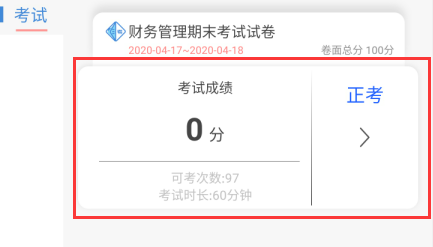 考试
财务管理期末考试试卷
2020-04-17~2020-04-18 卷面总分 100分
考试成绩
正考
0 分
可考次数:97
考试时长:60分钟